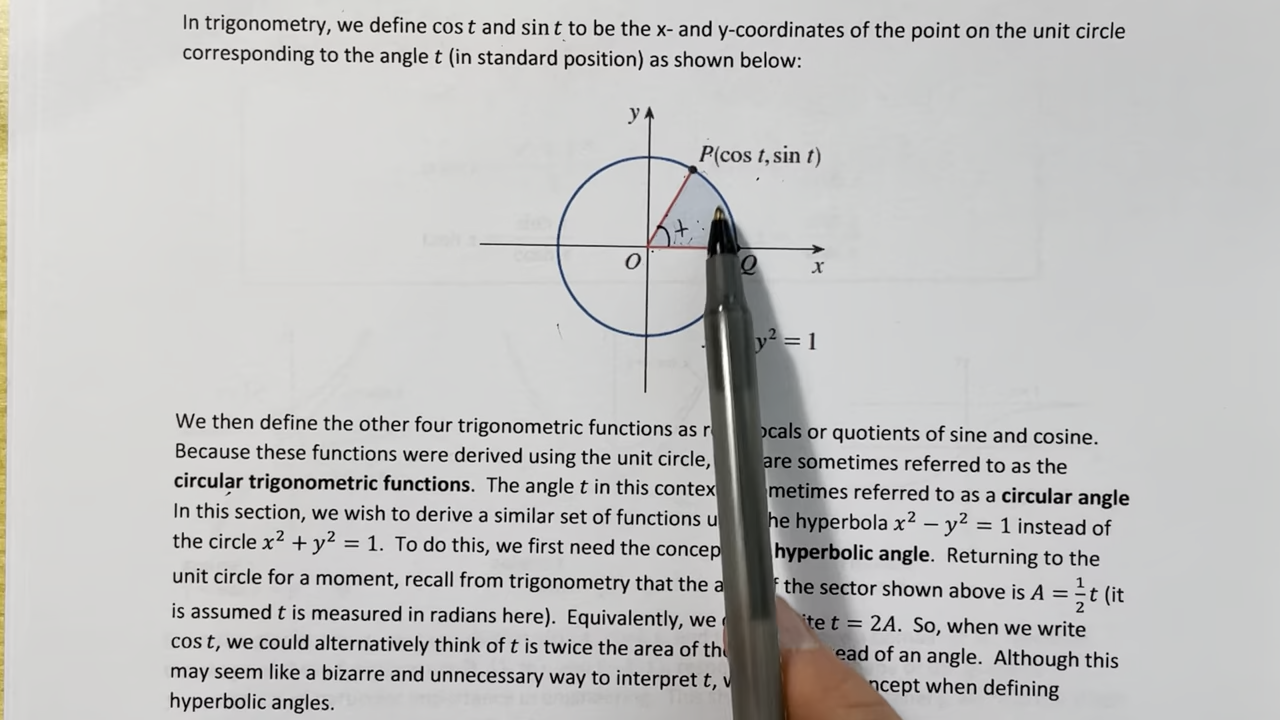 In trigonometry, we define cos t and sin t to be the x- and y-coordinates of the point on the unit circle
corresponding to the angle t (in standard position) as shown below:
y
P(cos t, sin t)
t
O
Q
x
y² = 1
We then define the other four trigonometric functions as r ocals or quotients of sine and cosine.
Because these functions were derived using the unit circle, are sometimes referred to as the
circular trigonometric functions. The angle t in this contex metimes referred to as a circular angle
In this section, we wish to derive a similar set of functions u he hyperbola x² − y² = 1 instead of
the circle x² + y² = 1. To do this, we first need the concep hyperbolic angle. Returning to the
unit circle for a moment, recall from trigonometry that the a f the sector shown above is A = ½t (it
is assumed t is measured in radians here). Equivalently, we ite t = 2A. So, when we write
cos t, we could alternatively think of t is twice the area of th ead of an angle. Although this
may seem like a bizarre and unnecessary way to interpret t, ncept when defining
hyperbolic angles.